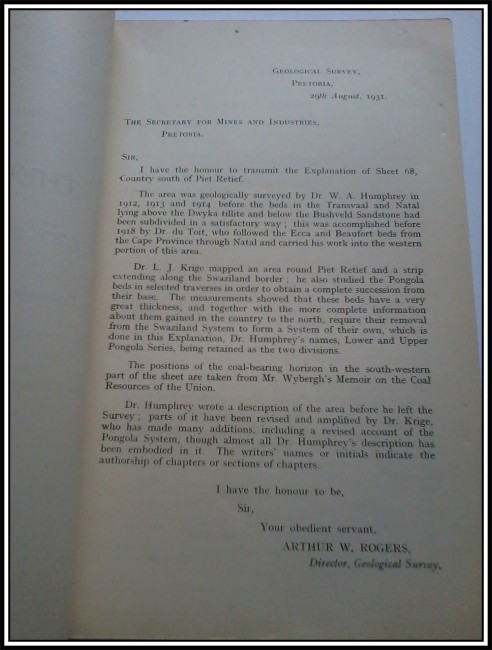 Geological Survey,
Pretoria,
29th August, 1931.
The Secretary for Mines and Industries,
Pretoria.
Sir,
I have the honour to transmit the Explanation of Sheet 68,
Country south of Piet Retief.
The area was geologically surveyed by Dr. W. A. Humphrey in
1912, 1913 and 1914 before the beds in the Transvaal and Natal
lying above the Dwyka tillite and below the Bushveld Sandstone had
been subdivided in a satisfactory way ; this was accomplished before
1918 by Dr. du Toit, who followed the Ecca and Beaufort beds from
the Cape Province through Natal and carried his work into the western
portion of this area.
Dr. L. J. Krige mapped an area round Piet Retief and a strip
extending along the Swaziland border ; he also studied the Pongola
beds in selected traverses in order to obtain a complete succession from
their base. The measurements showed that these beds have a very
great thickness, and together with the more complete information
about them gained in the country to the north, require their removal
from the Swaziland System to form a System of their own, which is
done in this Explanation, Dr. Humphrey's names, Lower and Upper
Pongola Series, being retained as the two divisions.
The positions of the coal-bearing horizon in the south-western
part of the sheet are taken from Mr. Wybergh's Memoir on the Coal
Resources of the Union.
Dr. Humphrey wrote a description of the area before he left the
Survey ; parts of it have been revised and amplified by Dr. Krige,
who has made many additions, including a revised account of the
Pongola System, though almost all Dr. Humphrey's description has
been embodied in it. The writers' names or initials indicate the
authorship of chapters or sections of chapters.
I have the honour to be,
Sir,
Your obedient servant,
ARTHUR W. ROGERS,
Director, Geological Survey.